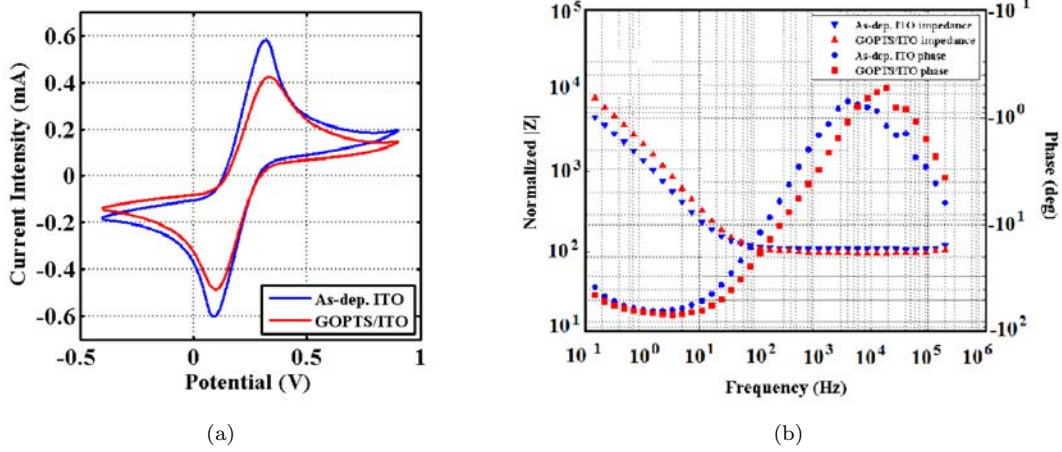 0.6
0.4
0.2
0
-0.2
-0.4
-0.6
Current Intensity (mA)
As-dep. ITO
GOPTS/ITO
-0.5 0 0.5 1
Potential (V)
(a)
10^5
10^4
10^3
10^2
10^1
Normalized |Z|
As-dep. ITO impedance
GOPTS/ITO impedance
As-dep. ITO phase
GOPTS/ITO phase
-10^-1
-10^0
-10^1
-10^2
Phase (deg)
10^-1 10^0 10^1 10^2 10^3 10^4 10^5 10^6
Frequency (Hz)
(b)